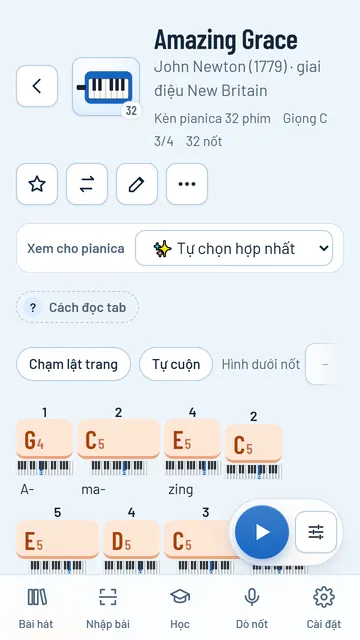 Amazing Grace
John Newton (1779) · giai
điệu New Britain
32
Kèn pianica 32 phím Giọng C
3/4 32 nốt
Xem cho pianica ✨ Tự chọn hợp nhất
? Cách đọc tab
Chạm lật trang Tự cuộn Hình dưới nốt –
1 2 4 2
G4 C5 E5 C5
A- ma- zing
5 4 3
E5 D5 C5
Bài hát Nhập bài Học Dò nốt Cài đặt